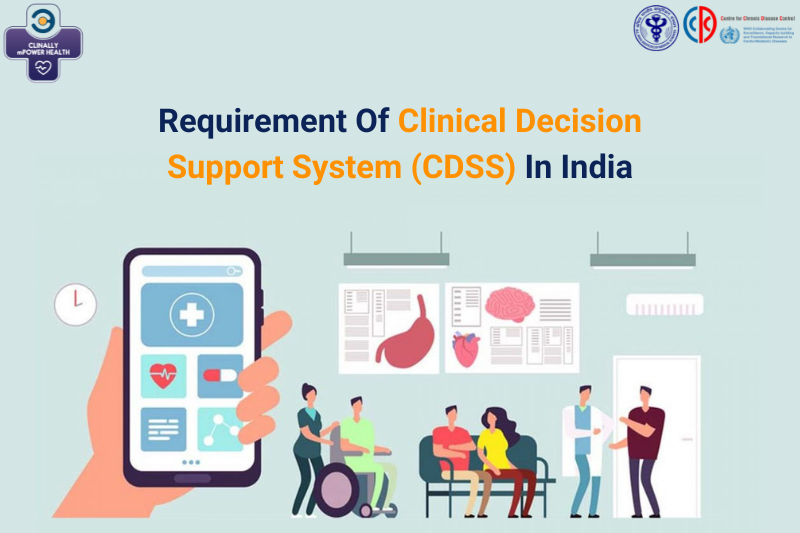 CLINALLY
mPOWER HEALTH
Centre for Chronic Disease Control
Requirement Of Clinical Decision
Support System (CDSS) In India